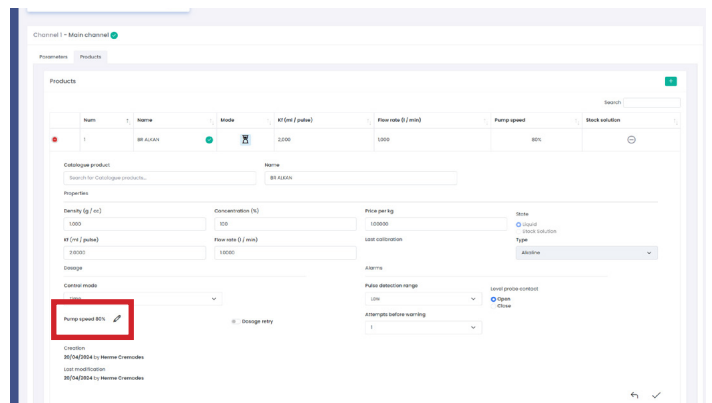 Channel 1 - Main channel
Parameters Products
Products
+
Search
Num Name Mode Kf (ml / pulse) Flow rate (l / min) Pump speed Stock solution
1 BR ALKAN 2,000 1,000 80%
Catalogue product Name
Search for Catalogue products... BR ALKAN
Properties
Density (g / cc) Concentration (%) Price per kg State
1.000 100 1.00000 Liquid
Stock Solution
Kf (ml / pulse) Flow rate (l / min) Last calibration Type
2.0000 1.0000 Alkaline
Dosage Alarms
Control mode Pulse detection range Level probe contact
Time Low Open
Close
Pump speed 80% Dosage retry Attempts before warning
1
Creation
30/04/2024 by Herme Cremades
Last modification
30/04/2024 by Herme Cremades